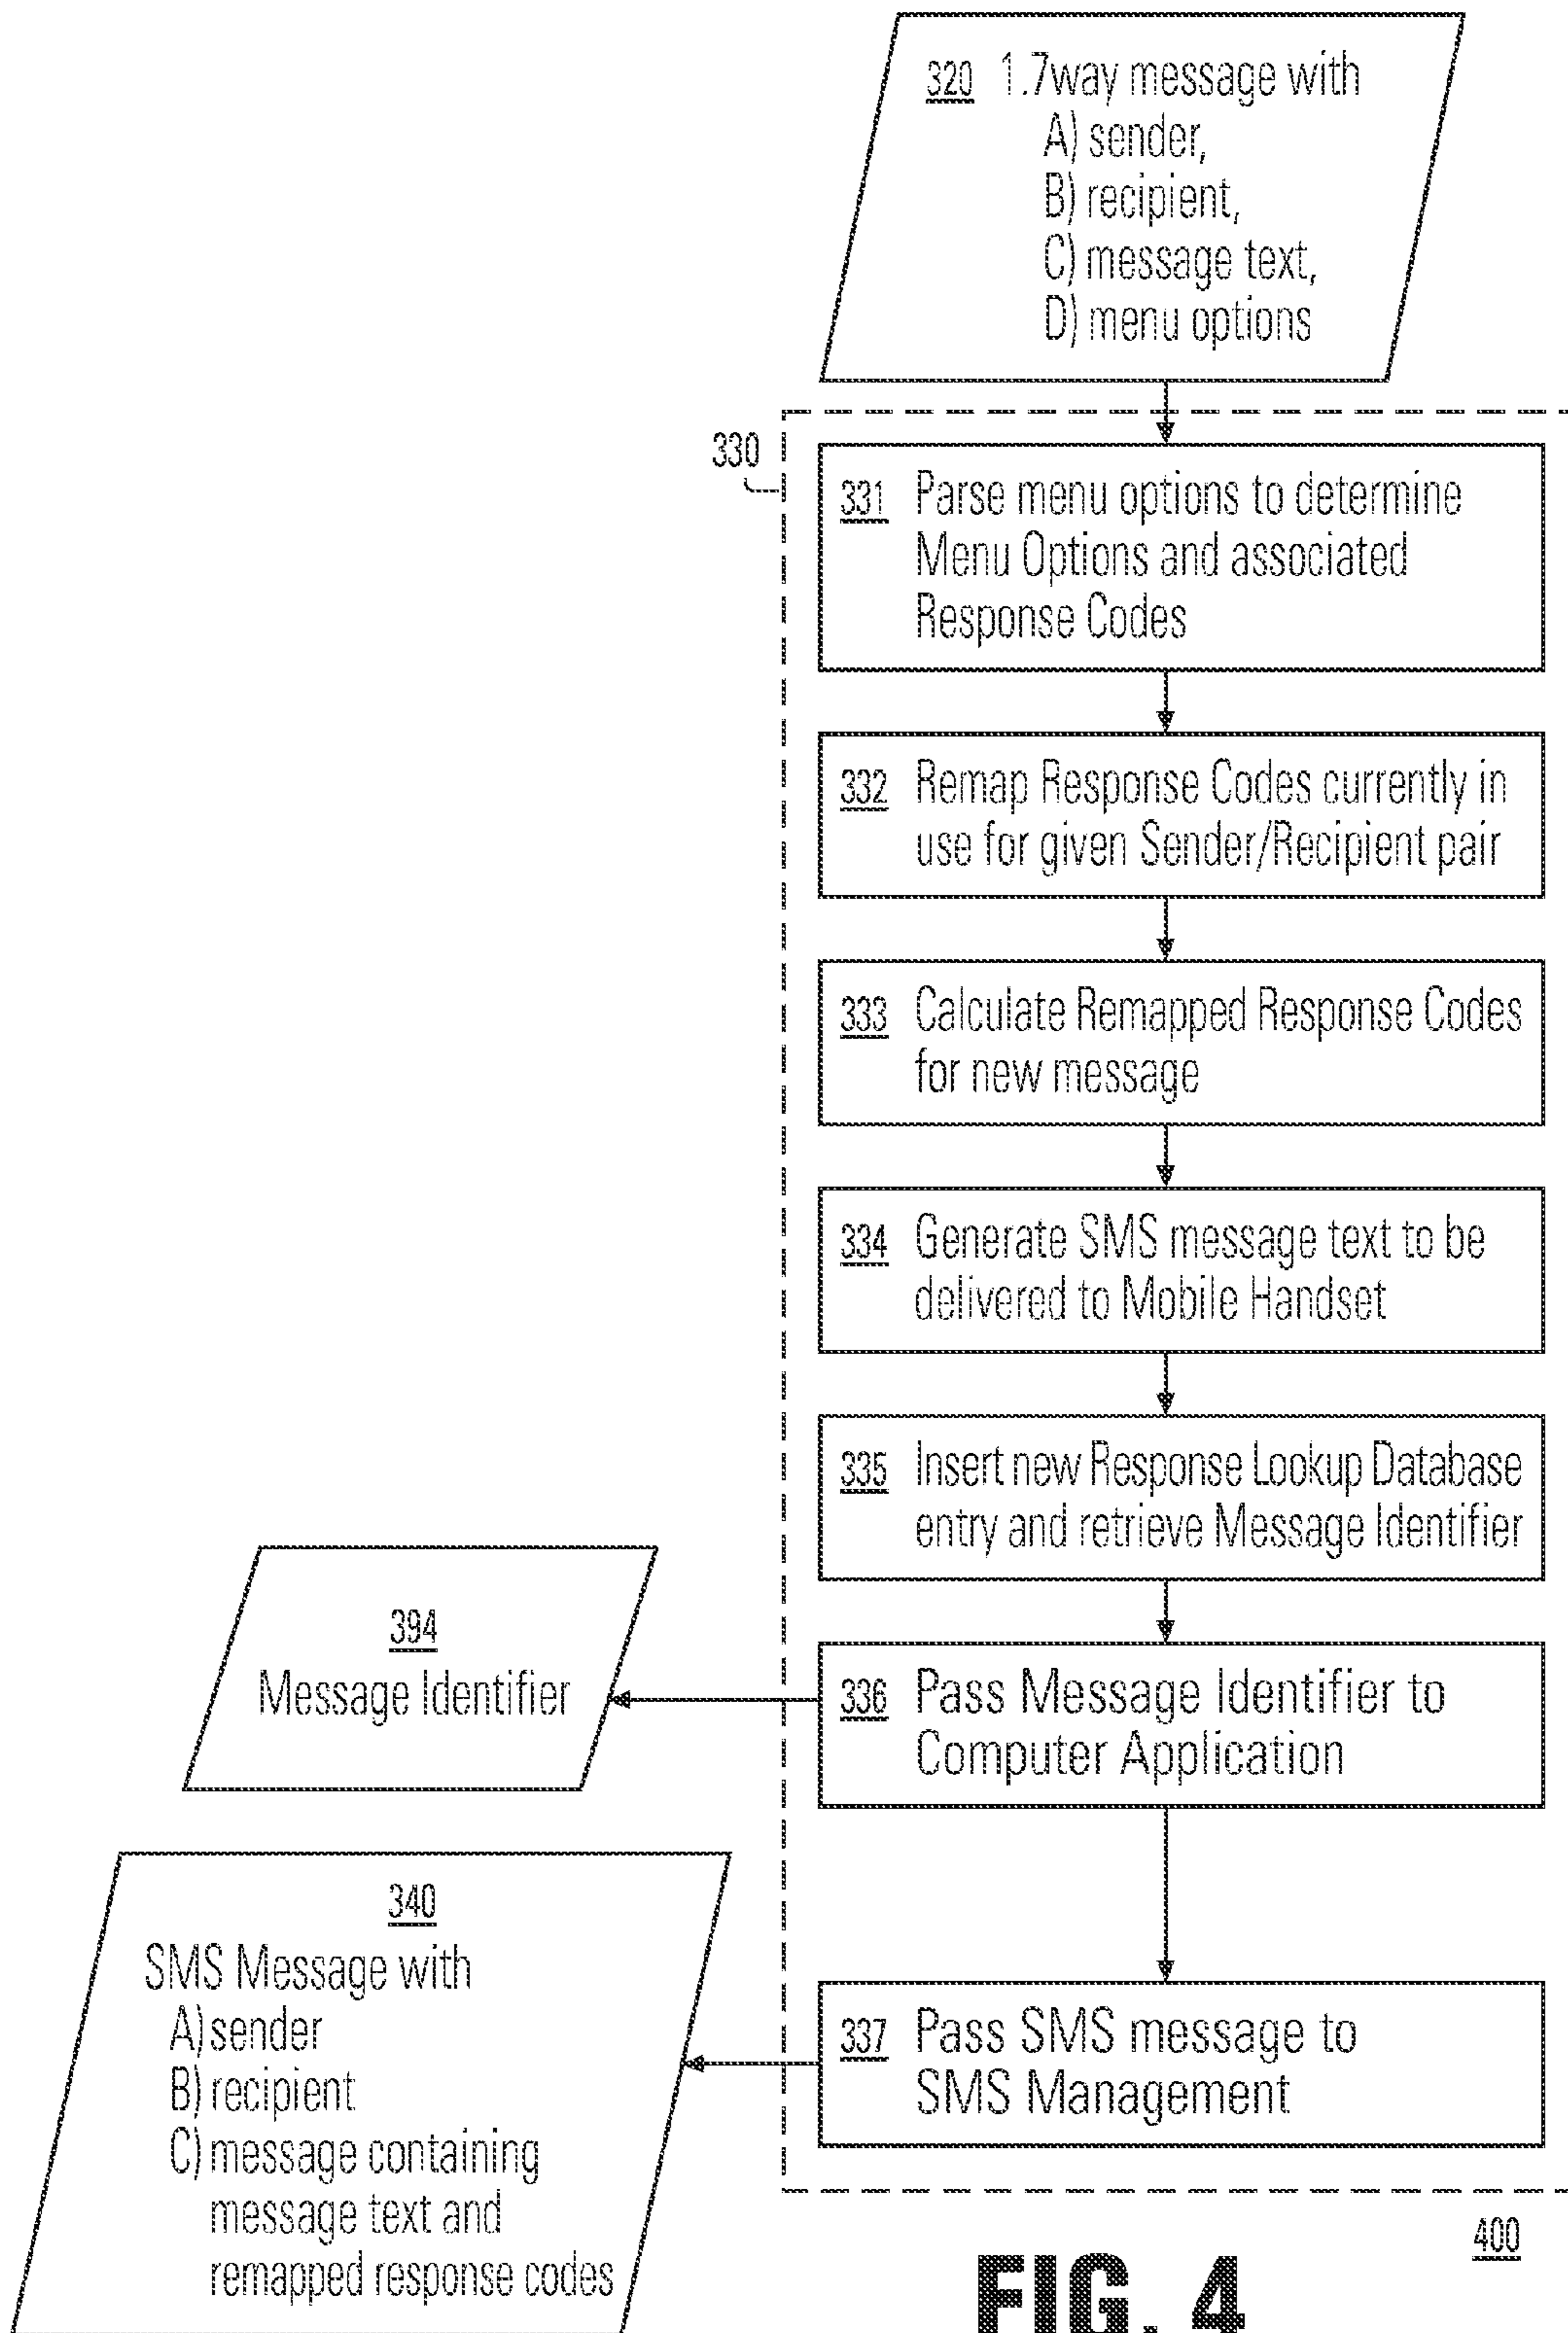 320 1.7way message with
A) sender,
B) recipient,
C) message text,
D) menu options
330
331 Parse menu options to determine
Menu Options and associated
Response Codes
332 Remap Response Codes currently in
use for given Sender/Recipient pair
333 Calculate Remapped Response Codes
for new message
334 Generate SMS message text to be
delivered to Mobile Handset
335 Insert new Response Lookup Database
entry and retrieve Message Identifier
394
Message Identifier
336 Pass Message Identifier to
Computer Application
340
SMS Message with
A) sender
B) recipient
C) message containing
message text and
remapped response codes
337 Pass SMS message to
SMS Management
400
FIG. 4